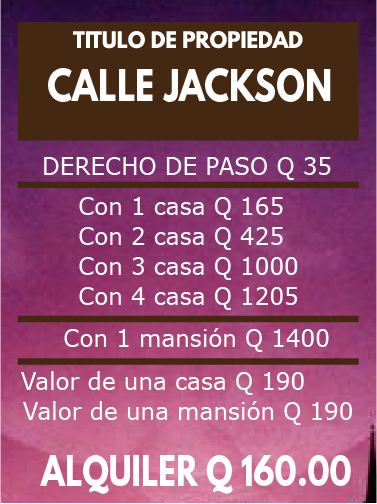 TITULO DE PROPIEDAD
CALLE JACKSON
DERECHO DE PASO Q 35
Con 1 casa Q 165
Con 2 casa Q 425
Con 3 casa Q 1000
Con 4 casa Q 1205
Con 1 mansión Q 1400
Valor de una casa Q 190
Valor de una mansión Q 190
ALQUILER Q 160.00